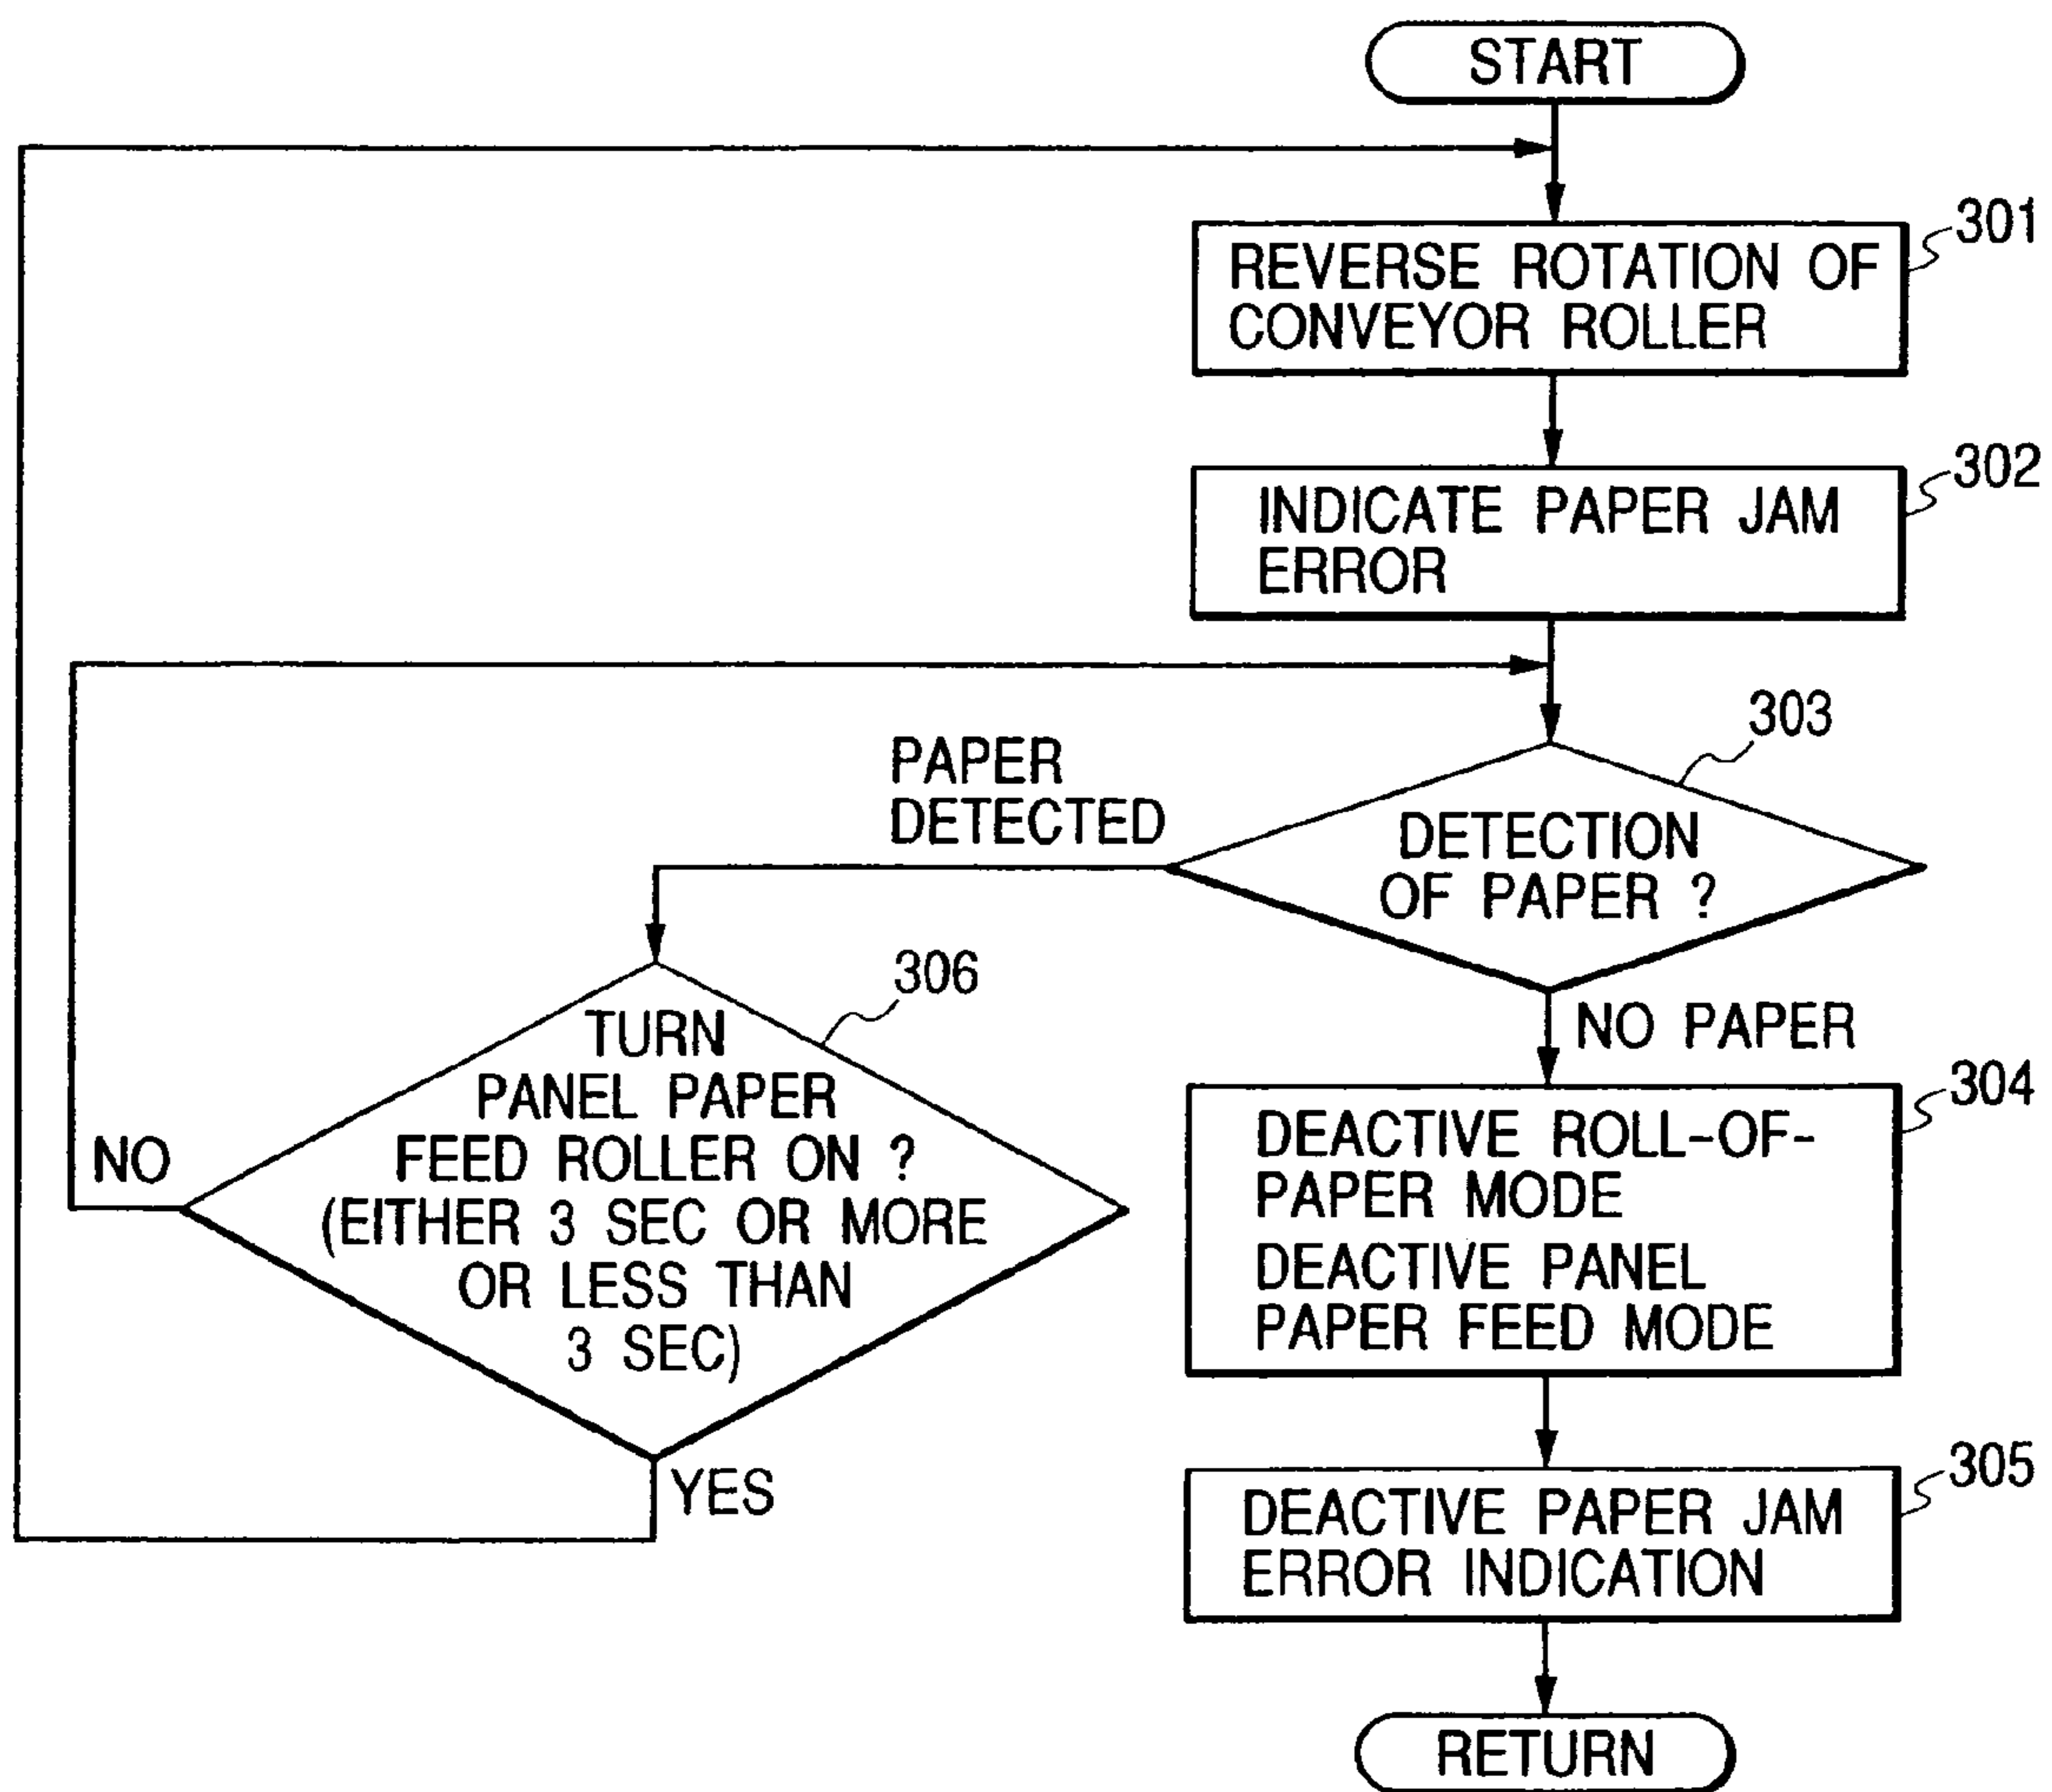 START
301
REVERSE ROTATION OF
CONVEYOR ROLLER
302
INDICATE PAPER JAM
ERROR
303
PAPER
DETECTED
DETECTION
OF PAPER ?
306
NO PAPER
TURN
PANEL PAPER
FEED ROLLER ON ?
(EITHER 3 SEC OR MORE
OR LESS THAN
3 SEC)
NO
YES
304
DEACTIVE ROLL-OF-
PAPER MODE
DEACTIVE PANEL
PAPER FEED MODE
305
DEACTIVE PAPER JAM
ERROR INDICATION
RETURN